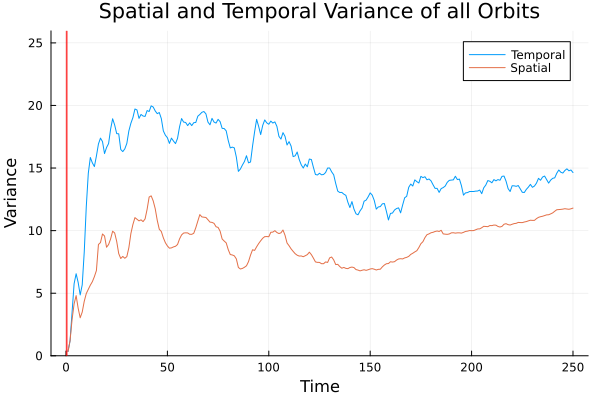 Spatial and Temporal Variance of all Orbits
Temporal
Spatial
25
20
15
10
5
0
Variance
0 50 100 150 200 250
Time